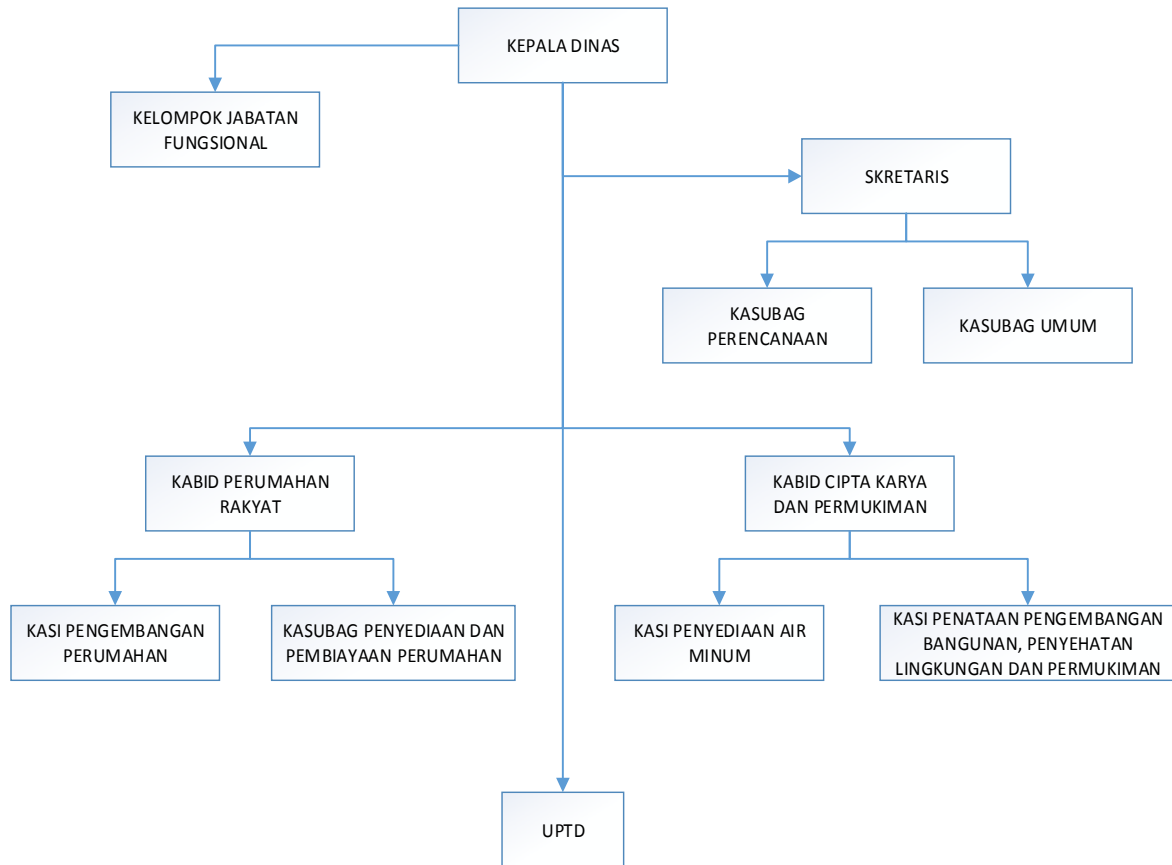 KEPALA DINAS
KELOMPOK JABATAN
FUNGSIONAL
SKRETARIS
KASUBAG
PERENCANAAN
KASUBAG UMUM
KABID PERUMAHAN
RAKYAT
KABID CIPTA KARYA
DAN PERMUKIMAN
KASI PENGEMBANGAN
PERUMAHAN
KASUBAG PENYEDIAAN DAN
PEMBIAYAAN PERUMAHAN
KASI PENYEDIAAN AIR
MINUM
KASI PENATAAN PENGEMBANGAN
BANGUNAN, PENYEHATAN
LINGKUNGAN DAN PERMUKIMAN
UPTD